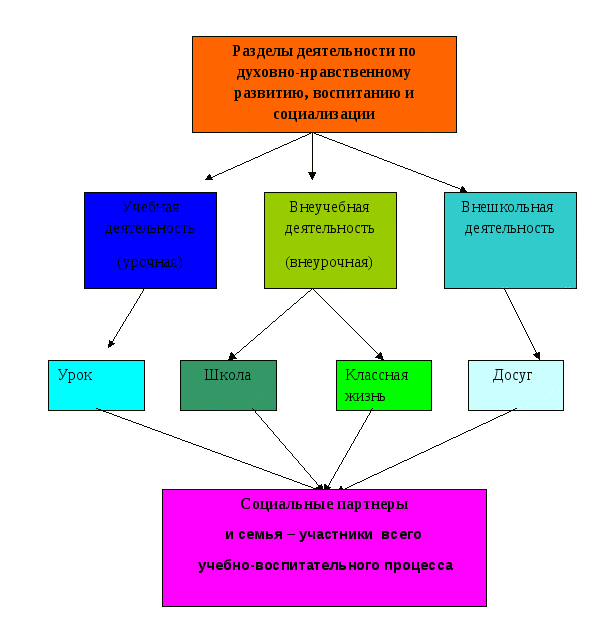 Разделы деятельности по
духовно-нравственному
развитию, воспитанию и
социализации
Учебная
деятельность
(урочная)
Внеучебная
деятельность
(внеурочная)
Внешкольная
деятельность
Урок
Школа
Классная
жизнь
Досуг
Социальные партнеры
и семья – участники всего
учебно-воспитательного процесса